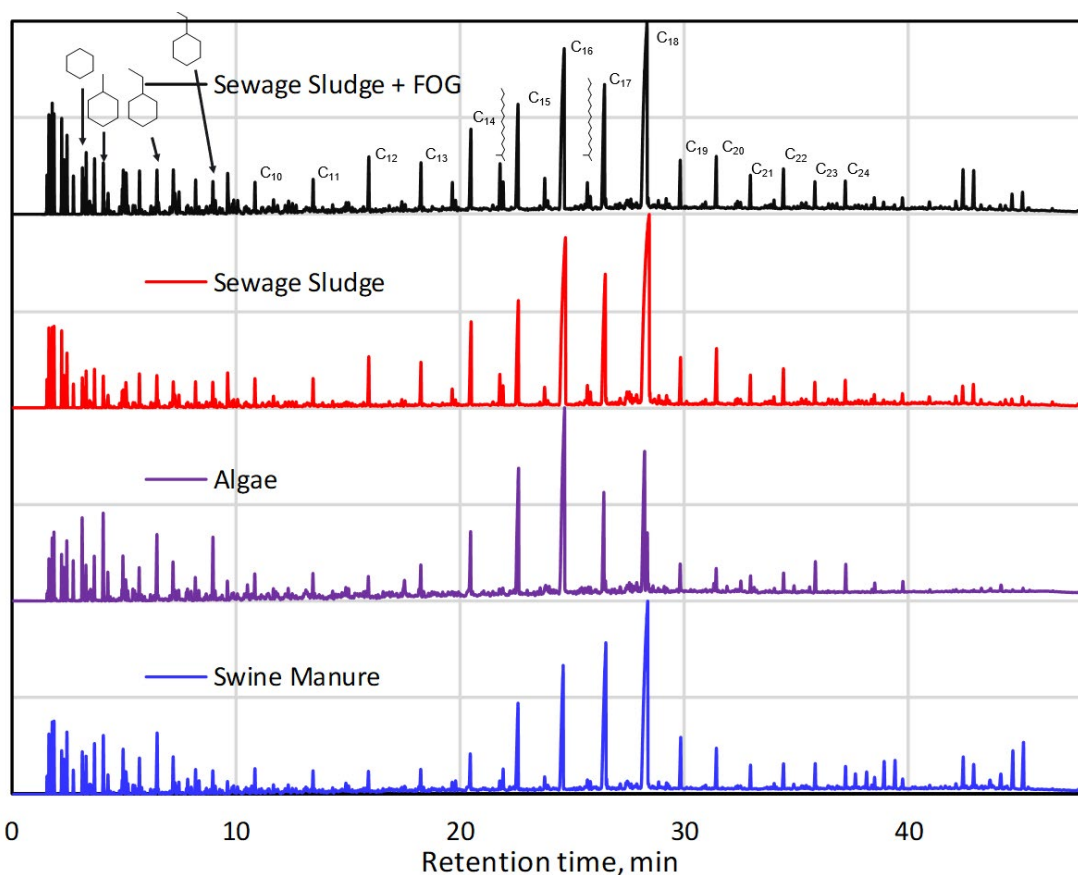 Sewage Sludge + FOG
C10
C11
C12
C13
C14
C15
C16
C17
C18
C19
C20
C21
C22
C23
C24
Sewage Sludge
Algae
Swine Manure
0 10 20 30 40
Retention time, min